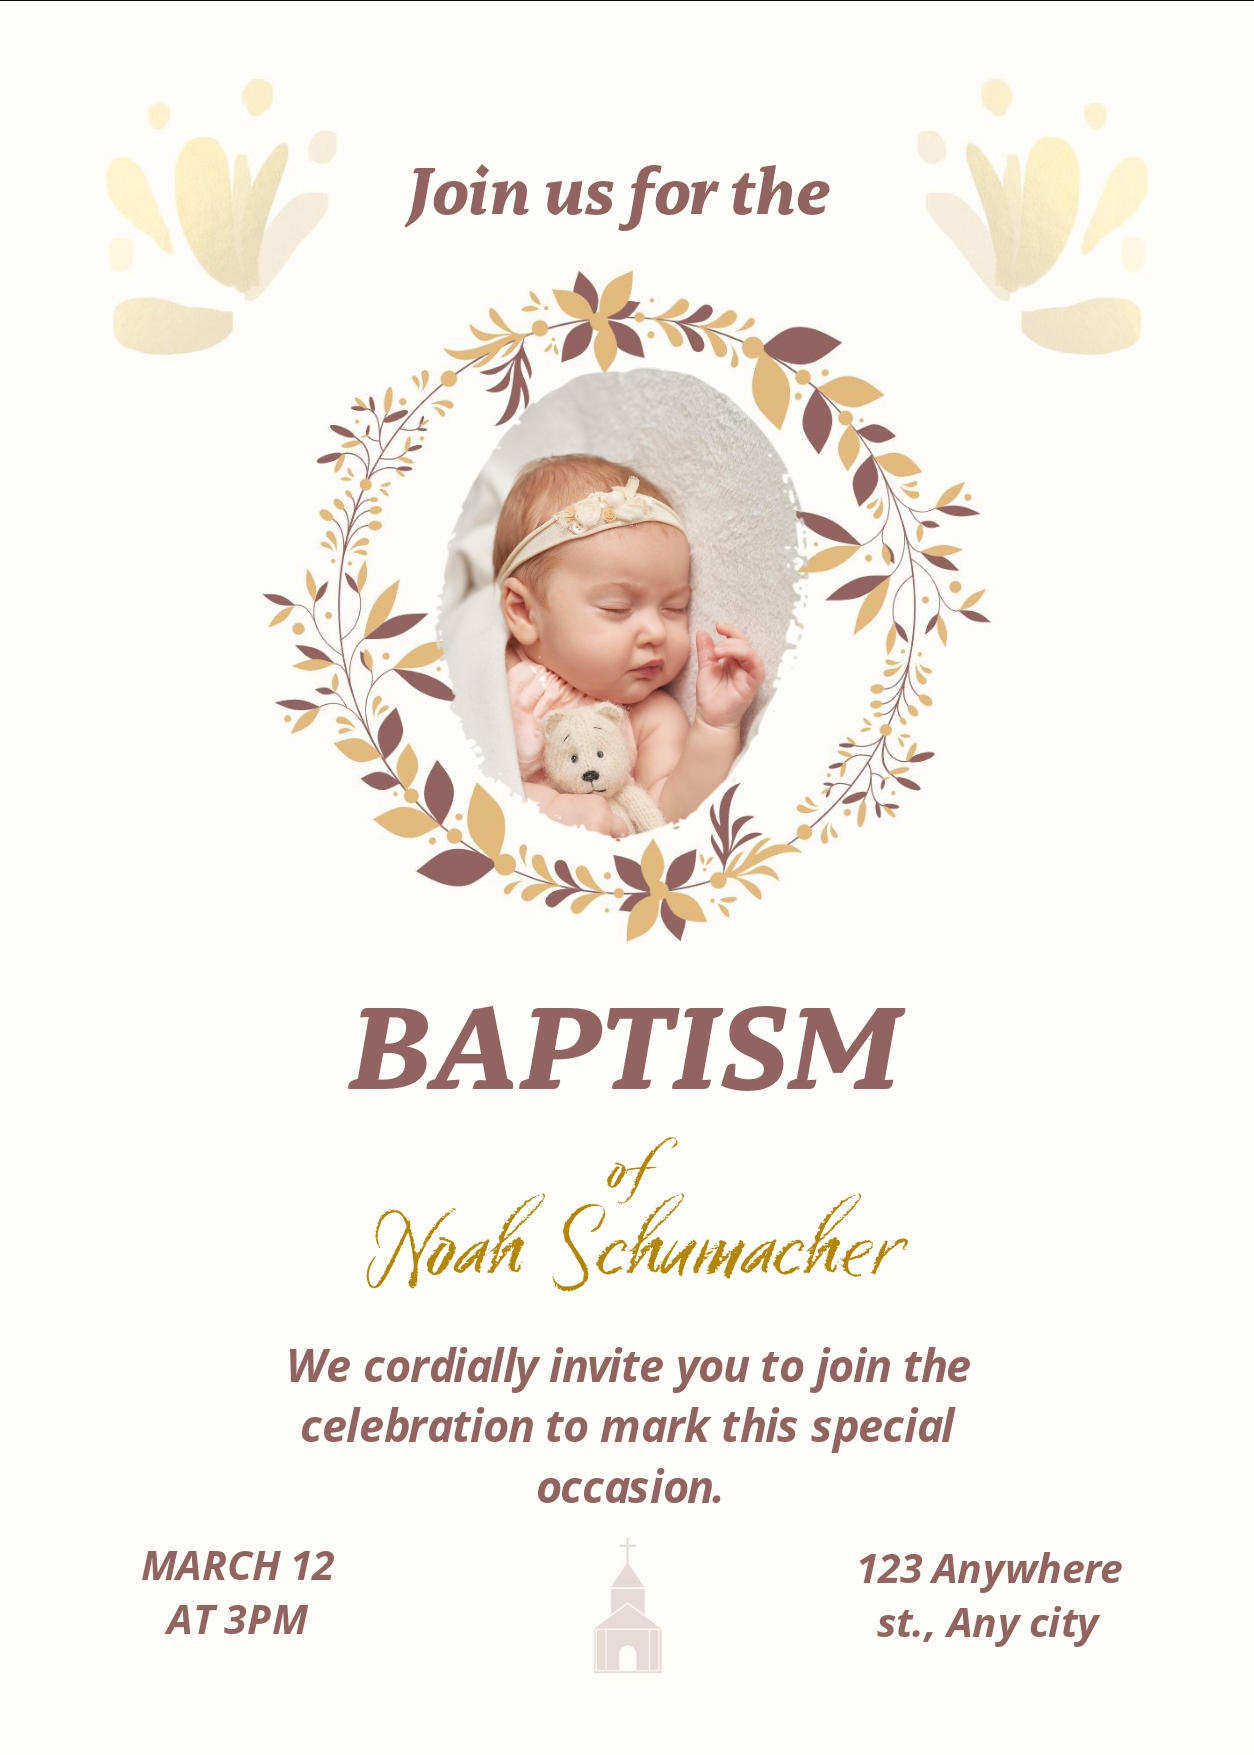 Join us for the
BAPTISM
of
Noah Schumacher
We cordially invite you to join the
celebration to mark this special
occasion.
MARCH 12
AT 3PM
123 Anywhere
st., Any city